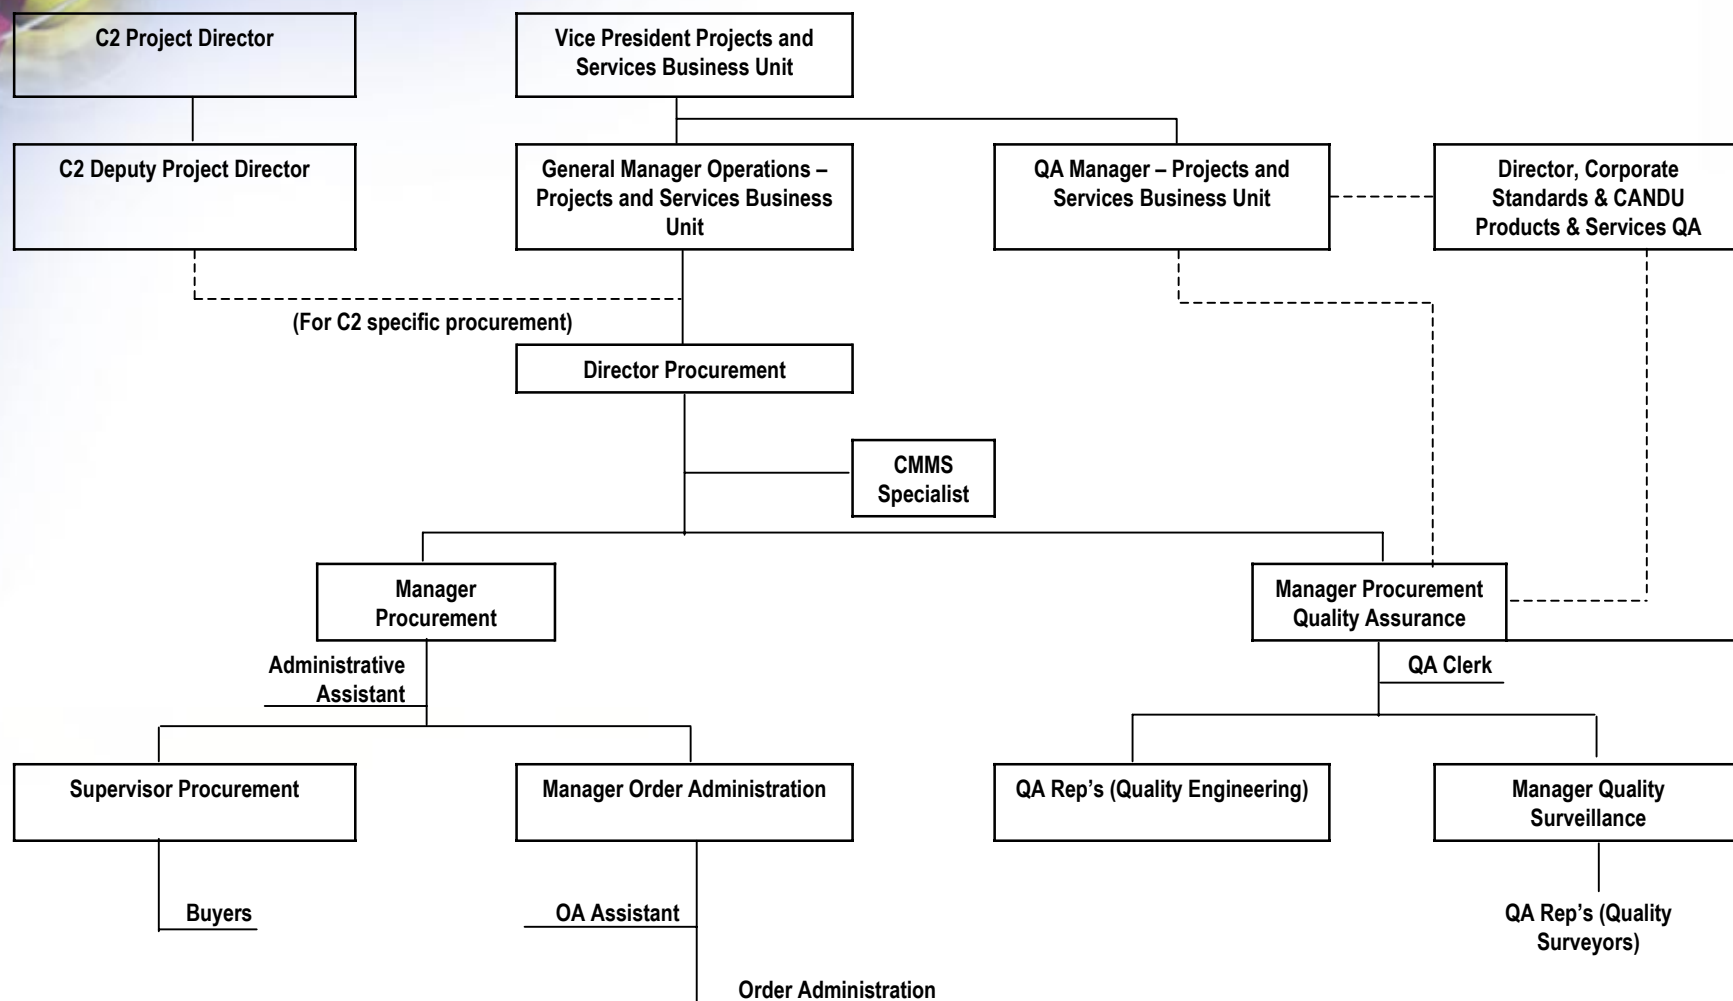 C2 Project Director
Vice President Projects and
Services Business Unit
C2 Deputy Project Director
General Manager Operations –
Projects and Services Business
Unit
QA Manager – Projects and
Services Business Unit
Director, Corporate
Standards & CANDU
Products & Services QA
(For C2 specific procurement)
Director Procurement
CMMS
Specialist
Manager
Procurement
Manager Procurement
Quality Assurance
Administrative
Assistant
QA Clerk
Supervisor Procurement
Manager Order Administration
QA Rep’s (Quality Engineering)
Manager Quality
Surveillance
Buyers
OA Assistant
QA Rep’s (Quality
Surveyors)
Order Administration